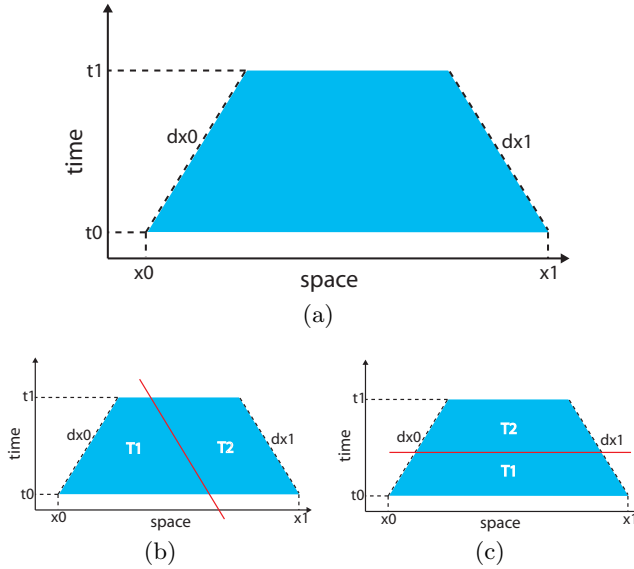 t1
dx0
dx1
time
t0
x0
x1
space
(a)
t1
dx0
T1
T2
dx1
time
t0
x0
space
x1
(b)
t1
T2
dx0
dx1
time
T1
t0
x0
space
x1
(c)